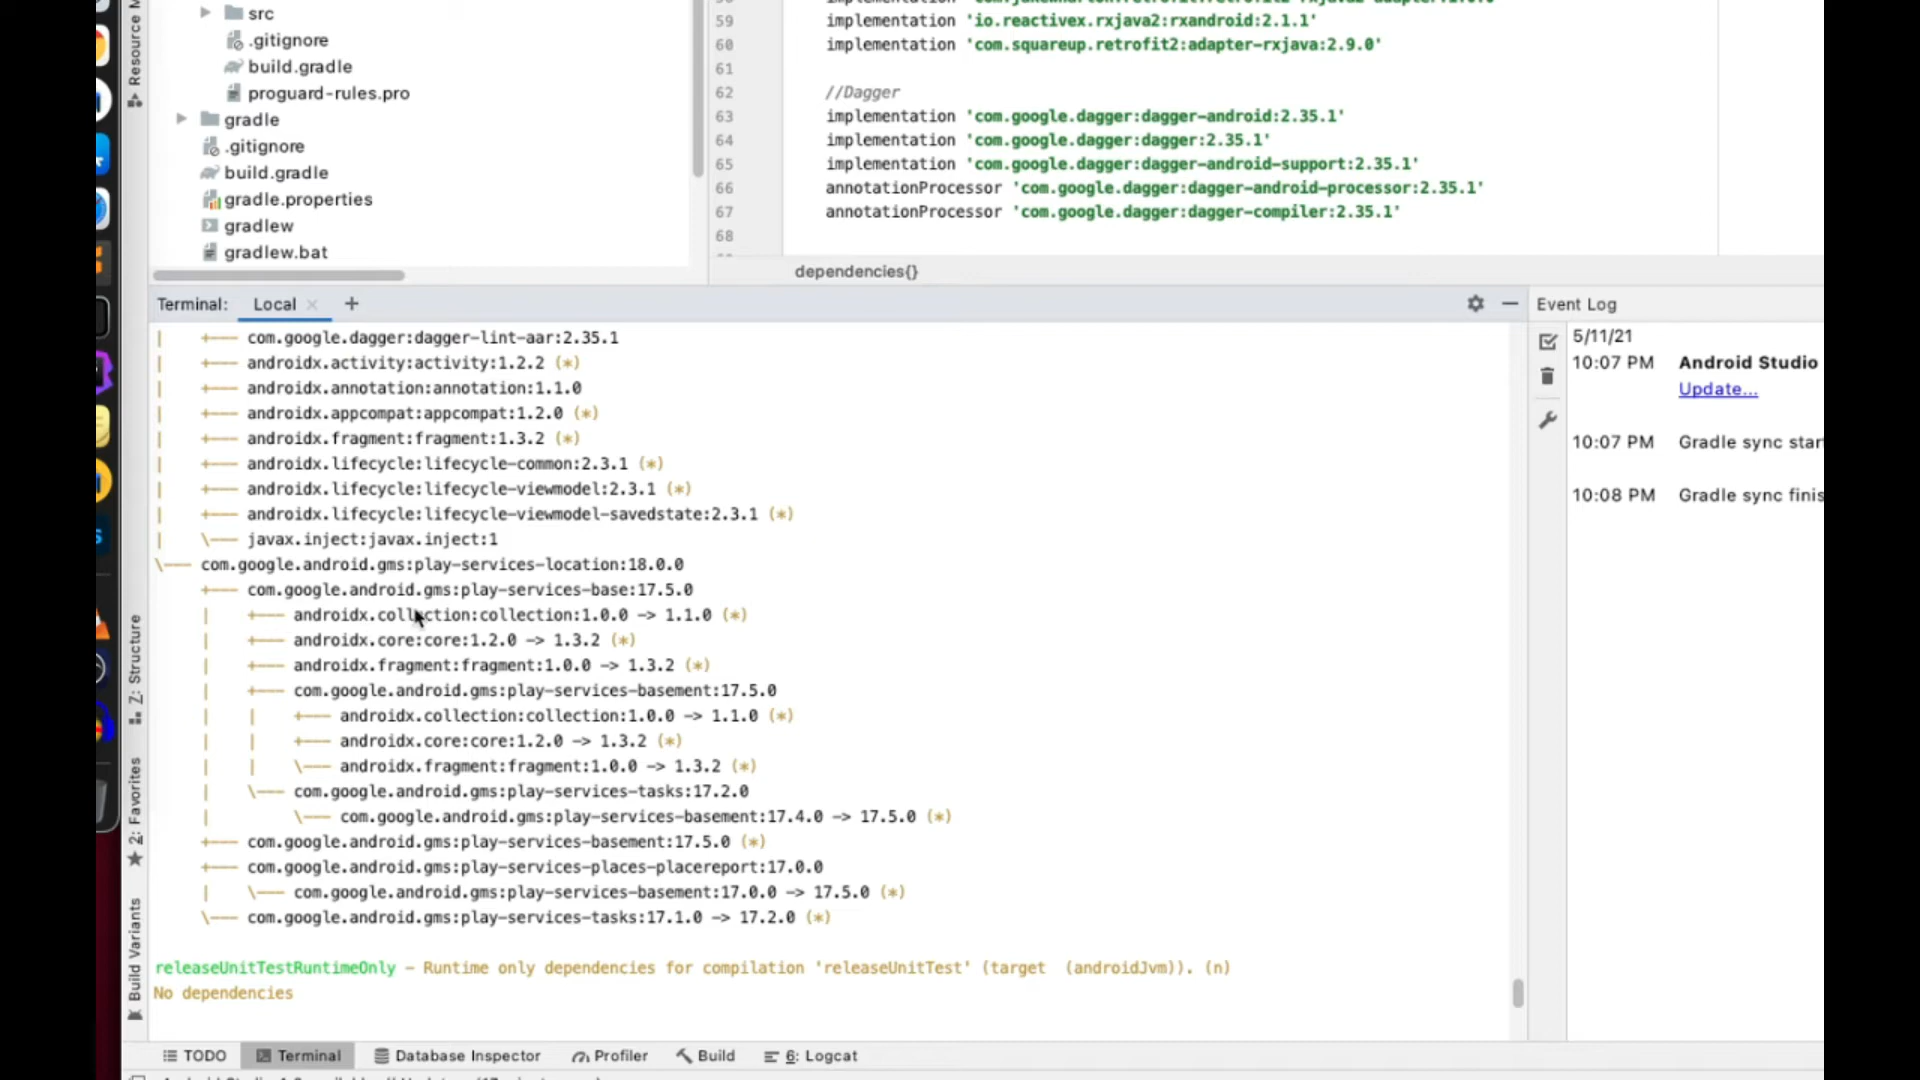 src
.gitignore
build.gradle
proguard-rules.pro
gradle
.gitignore
build.gradle
gradle.properties
gradlew
gradlew.bat
59 implementation 'io.reactivex.rxjava2:rxandroid:2.1.1'
60 implementation 'com.squareup.retrofit2:adapter-rxjava:2.9.0'
61
62 //Dagger
63 implementation 'com.google.dagger:dagger-android:2.35.1'
64 implementation 'com.google.dagger:dagger:2.35.1'
65 implementation 'com.google.dagger:dagger-android-support:2.35.1'
66 annotationProcessor 'com.google.dagger:dagger-android-processor:2.35.1'
67 annotationProcessor 'com.google.dagger:dagger-compiler:2.35.1'
68
dependencies{}
Terminal: Local +
| +--- com.google.dagger:dagger-lint-aar:2.35.1
| +--- androidx.activity:activity:1.2.2 (*)
| +--- androidx.annotation:annotation:1.1.0
| +--- androidx.appcompat:appcompat:1.2.0 (*)
| +--- androidx.fragment:fragment:1.3.2 (*)
| +--- androidx.lifecycle:lifecycle-common:2.3.1 (*)
| +--- androidx.lifecycle:lifecycle-viewmodel:2.3.1 (*)
| +--- androidx.lifecycle:lifecycle-viewmodel-savedstate:2.3.1 (*)
| \--- javax.inject:javax.inject:1
\--- com.google.android.gms:play-services-location:18.0.0
+--- com.google.android.gms:play-services-base:17.5.0
| +--- androidx.collection:collection:1.0.0 -> 1.1.0 (*)
| +--- androidx.core:core:1.2.0 -> 1.3.2 (*)
| +--- androidx.fragment:fragment:1.0.0 -> 1.3.2 (*)
| +--- com.google.android.gms:play-services-basement:17.5.0
| | +--- androidx.collection:collection:1.0.0 -> 1.1.0 (*)
| | +--- androidx.core:core:1.2.0 -> 1.3.2 (*)
| | \--- androidx.fragment:fragment:1.0.0 -> 1.3.2 (*)
| \--- com.google.android.gms:play-services-tasks:17.2.0
| \--- com.google.android.gms:play-services-basement:17.4.0 -> 17.5.0 (*)
+--- com.google.android.gms:play-services-basement:17.5.0 (*)
+--- com.google.android.gms:play-services-places-placereport:17.0.0
| \--- com.google.android.gms:play-services-basement:17.0.0 -> 17.5.0 (*)
\--- com.google.android.gms:play-services-tasks:17.1.0 -> 17.2.0 (*)
releaseUnitTestRuntimeOnly - Runtime only dependencies for compilation 'releaseUnitTest' (target (androidJvm)). (n)
No dependencies
Event Log
5/11/21
10:07 PM Android Studio
Update...
10:07 PM Gradle sync star
10:08 PM Gradle sync finis
Resource M
Z: Structure
2: Favorites
Build Variants
TODO Terminal Database Inspector Profiler Build 6: Logcat